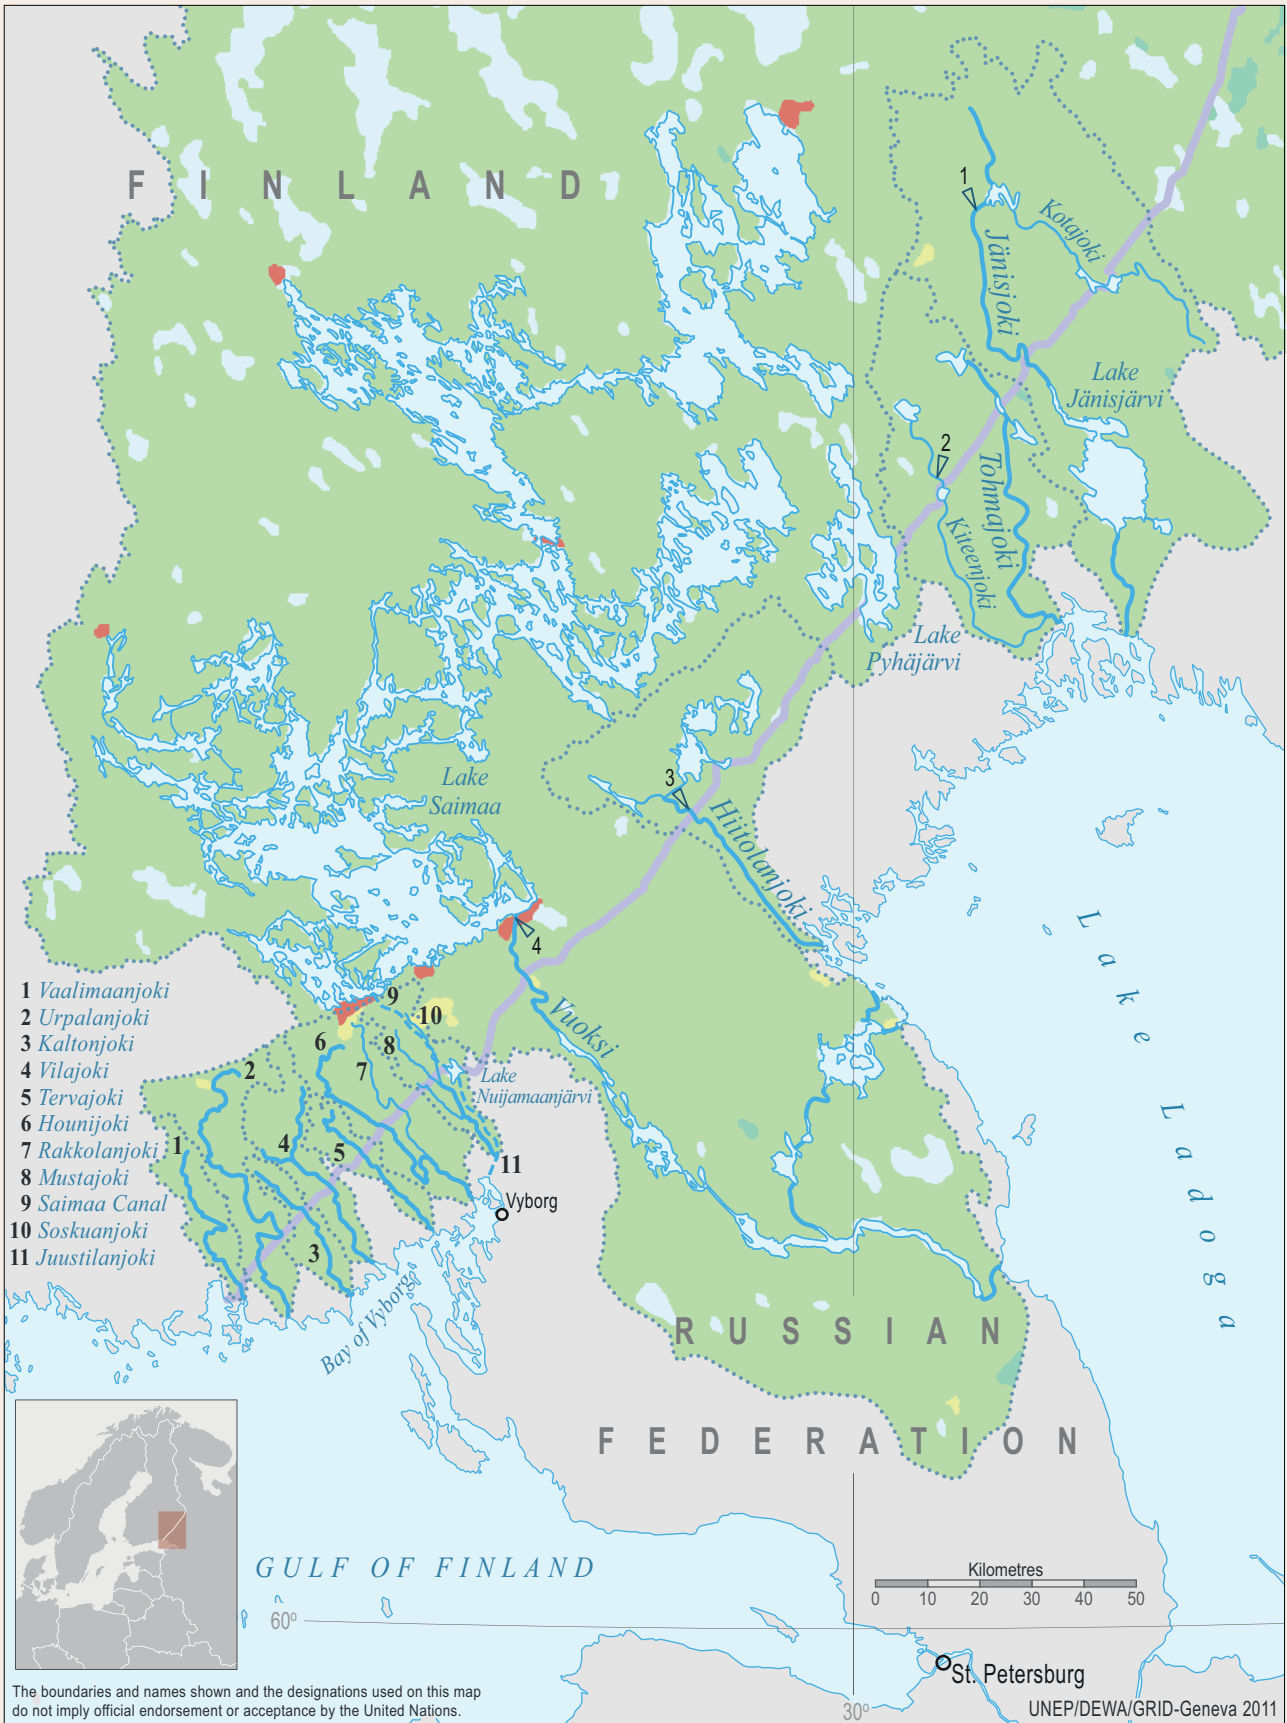 FINLAND
1
Kotajoki
Jänisjoki
Lake
Jänisjärvi
2
Tohmajoki
Kiteenjoki
Lake
Pyhäjärvi
Lake
Saimaa
3
Hiitolanjoki
4
Vuoksi
Lake Ladoga
1 Vaalimaanjoki
2 Urpalanjoki
3 Kaltonjoki
4 Vilajoki
5 Tervajoki
6 Hounijoki
7 Rakkolanjoki
8 Mustajoki
9 Saimaa Canal
10 Soskuanjoki
11 Juustilanjoki
9
10
6
8
7
2
Lake
Nuijamaanjärvi
1
4
5
11
Vyborg
3
Bay of Vyborg
RUSSIAN
FEDERATION
GULF OF FINLAND
60º
Kilometres
0 10 20 30 40 50
St. Petersburg
30º
The boundaries and names shown and the designations used on this map
do not imply official endorsement or acceptance by the United Nations.
UNEP/DEWA/GRID-Geneva 2011